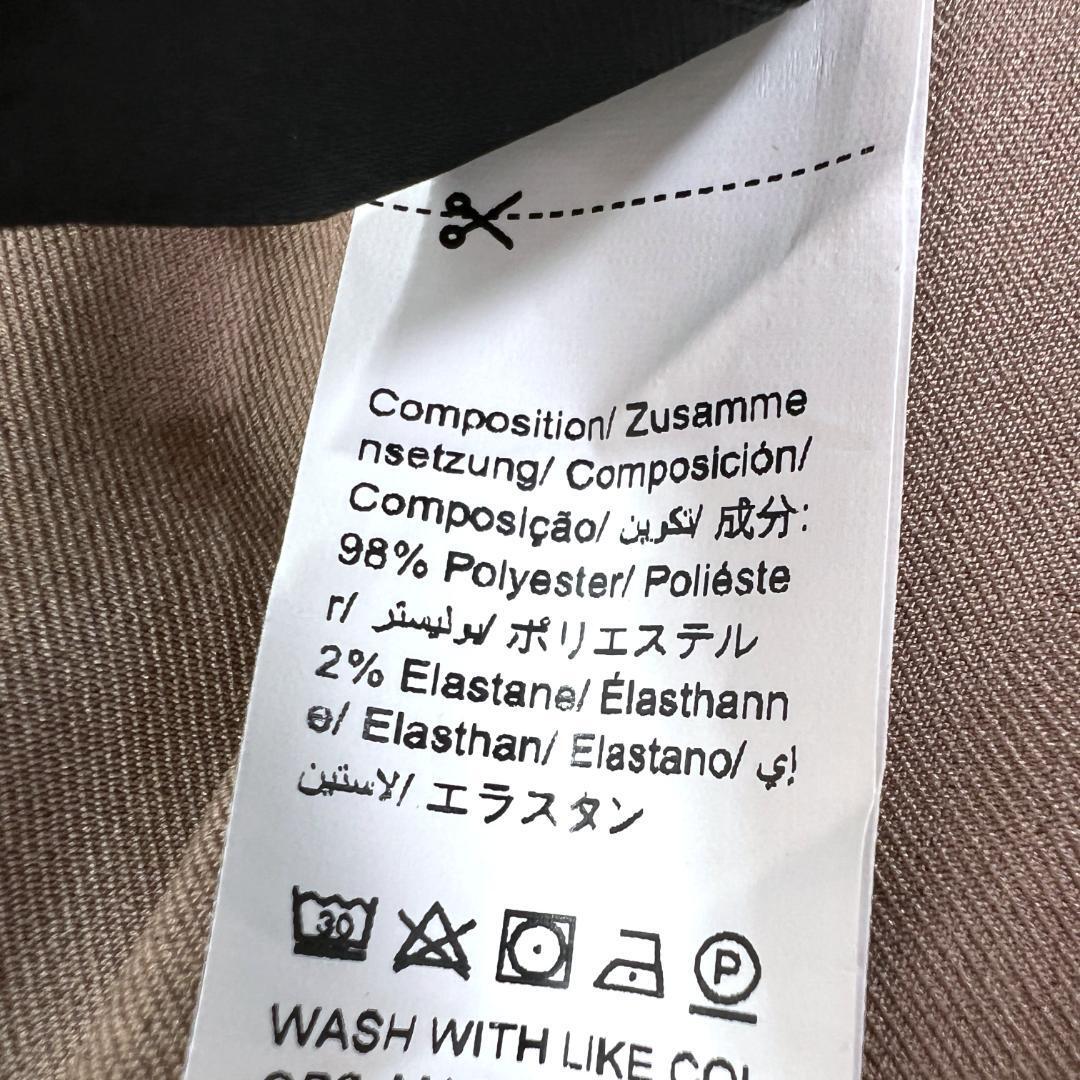 Composition/ Zusamme
nsetzung/ Composición/
Composição/ تكوين/ 成分:
98% Polyester/ Poliéste
r/ بوليستر/ ポリエステル
2% Elastane/ Élasthann
e/ Elasthan/ Elastano/ إي
لاستين/ エラスタン
30
P
WASH WITH LIKE